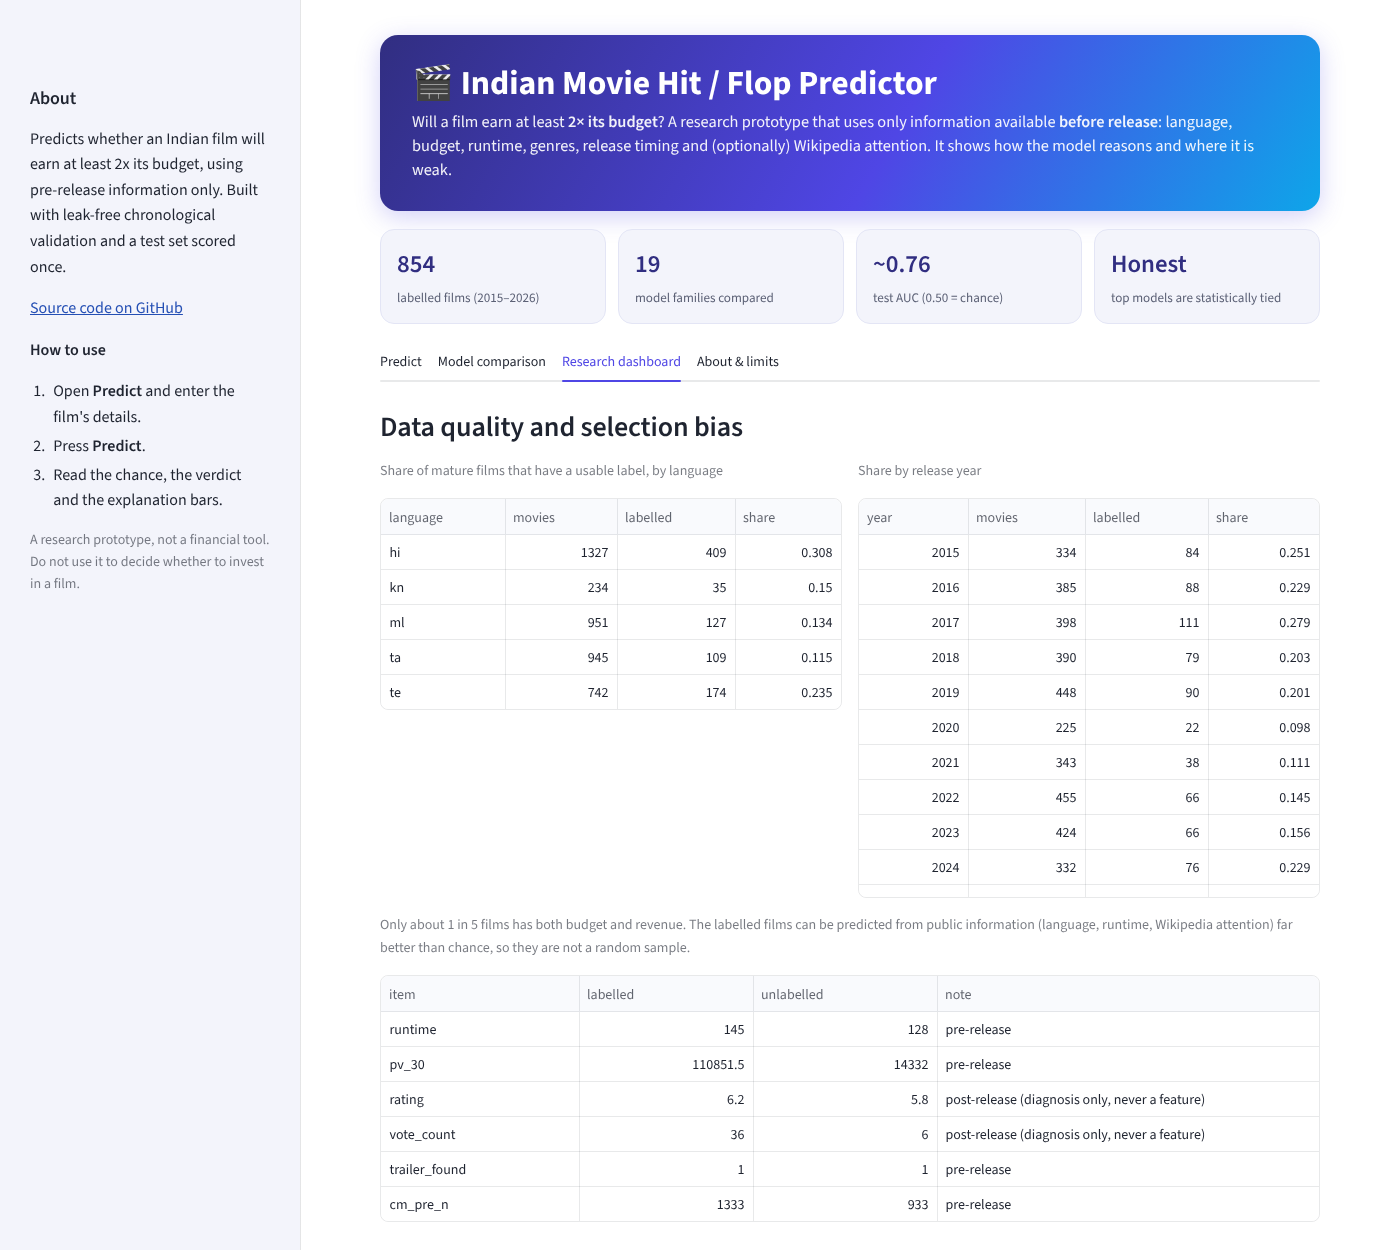 About
Predicts whether an Indian film will
earn at least 2x its budget, using
pre-release information only. Built
with leak-free chronological
validation and a test set scored
once.
Source code on GitHub
How to use
1. Open Predict and enter the
film's details.
2. Press Predict.
3. Read the chance, the verdict
and the explanation bars.
A research prototype, not a financial tool.
Do not use it to decide whether to invest
in a film.
🎬 Indian Movie Hit / Flop Predictor
Will a film earn at least 2× its budget? A research prototype that uses only information available before release: language,
budget, runtime, genres, release timing and (optionally) Wikipedia attention. It shows how the model reasons and where it is
weak.
854
labelled films (2015–2026)
19
model families compared
~0.76
test AUC (0.50 = chance)
Honest
top models are statistically tied
Predict Model comparison Research dashboard About & limits
Data quality and selection bias
Share of mature films that have a usable label, by language
language movies labelled share
hi 1327 409 0.308
kn 234 35 0.15
ml 951 127 0.134
ta 945 109 0.115
te 742 174 0.235
Share by release year
year movies labelled share
2015 334 84 0.251
2016 385 88 0.229
2017 398 111 0.279
2018 390 79 0.203
2019 448 90 0.201
2020 225 22 0.098
2021 343 38 0.111
2022 455 66 0.145
2023 424 66 0.156
2024 332 76 0.229
Only about 1 in 5 films has both budget and revenue. The labelled films can be predicted from public information (language, runtime, Wikipedia attention) far
better than chance, so they are not a random sample.
item labelled unlabelled note
runtime 145 128 pre-release
pv_30 110851.5 14332 pre-release
rating 6.2 5.8 post-release (diagnosis only, never a feature)
vote_count 36 6 post-release (diagnosis only, never a feature)
trailer_found 1 1 pre-release
cm_pre_n 1333 933 pre-release